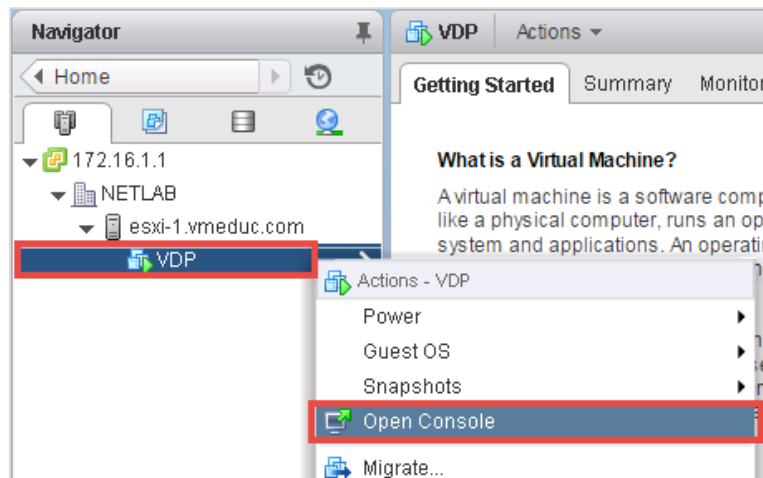 Navigator
VDP Actions
Home
Getting Started Summary Monitor
172.16.1.1
What is a Virtual Machine?
NETLAB
A virtual machine is a software comp
esxi-1.vmeduc.com
like a physical computer, runs an op
system and applications. An operati
VDP
Actions - VDP
Power
Guest OS
Snapshots
Open Console
Migrate...